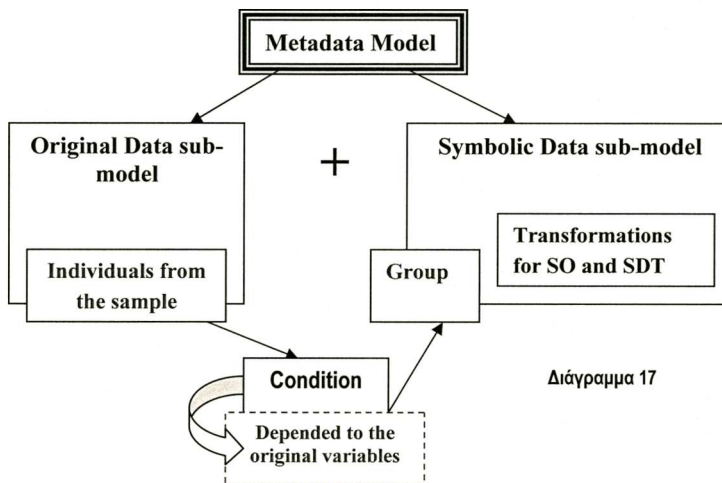 Metadata Model
Original Data sub-
model
+
Symbolic Data sub-model
Individuals from
the sample
Group
Transformations
for SO and SDT
Condition
Depended to the
original variables
Διάγραμμα 17